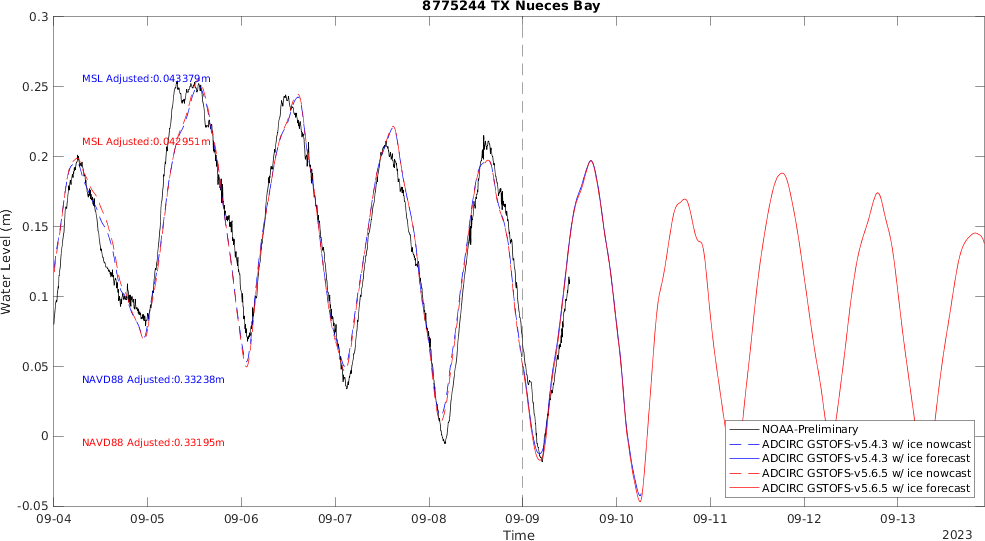 8775244 TX Nueces Bay
0.3
0.25
0.2
0.15
0.1
0.05
0
-0.05
Water Level (m)
MSL Adjusted:0.043379m
MSL Adjusted:0.042951m
NAVD88 Adjusted:0.33238m
NAVD88 Adjusted:0.33195m
NOAA-Preliminary
ADCIRC GSTOFS-v5.4.3 w/ ice nowcast
ADCIRC GSTOFS-v5.4.3 w/ ice forecast
ADCIRC GSTOFS-v5.6.5 w/ ice nowcast
ADCIRC GSTOFS-v5.6.5 w/ ice forecast
09-04 09-05 09-06 09-07 09-08 09-09 09-10 09-11 09-12 09-13
Time
2023